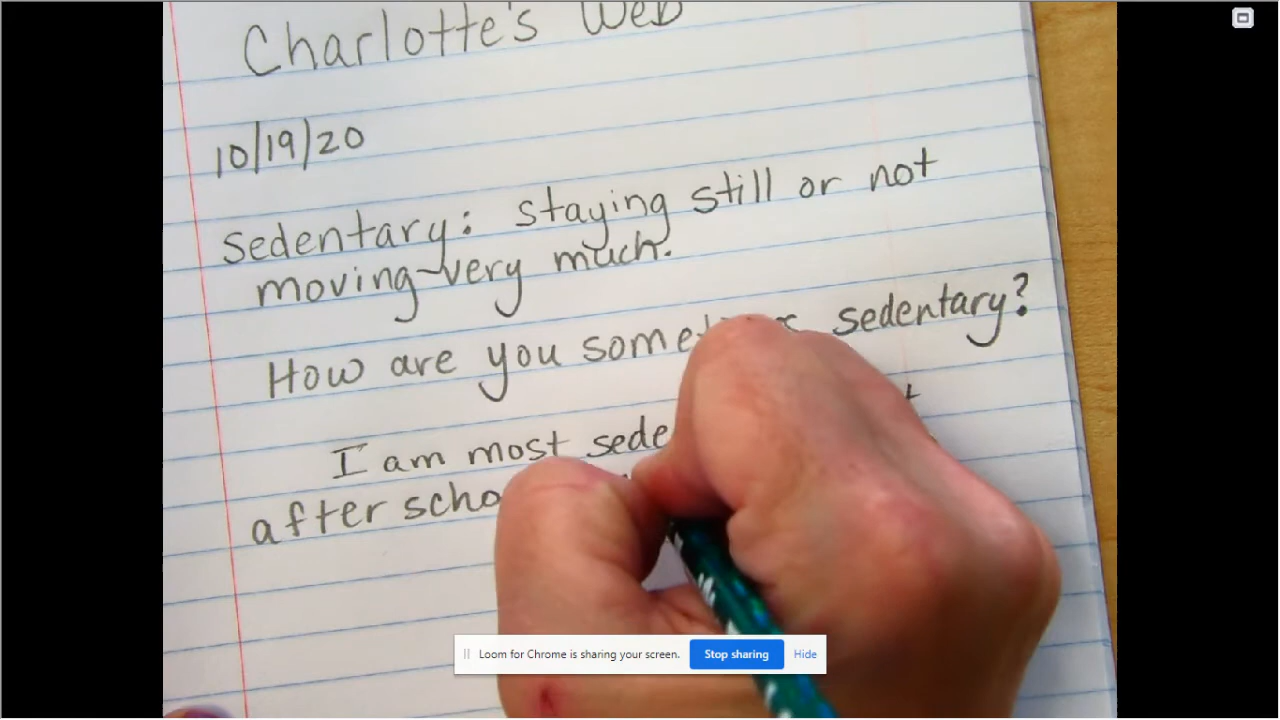 Charlotte's Web
10/19/20
Sedentary: staying still or not
moving very much.
How are you sedentary?
I am most
after
Loom for Chrome is sharing your screen. Stop sharing Hide